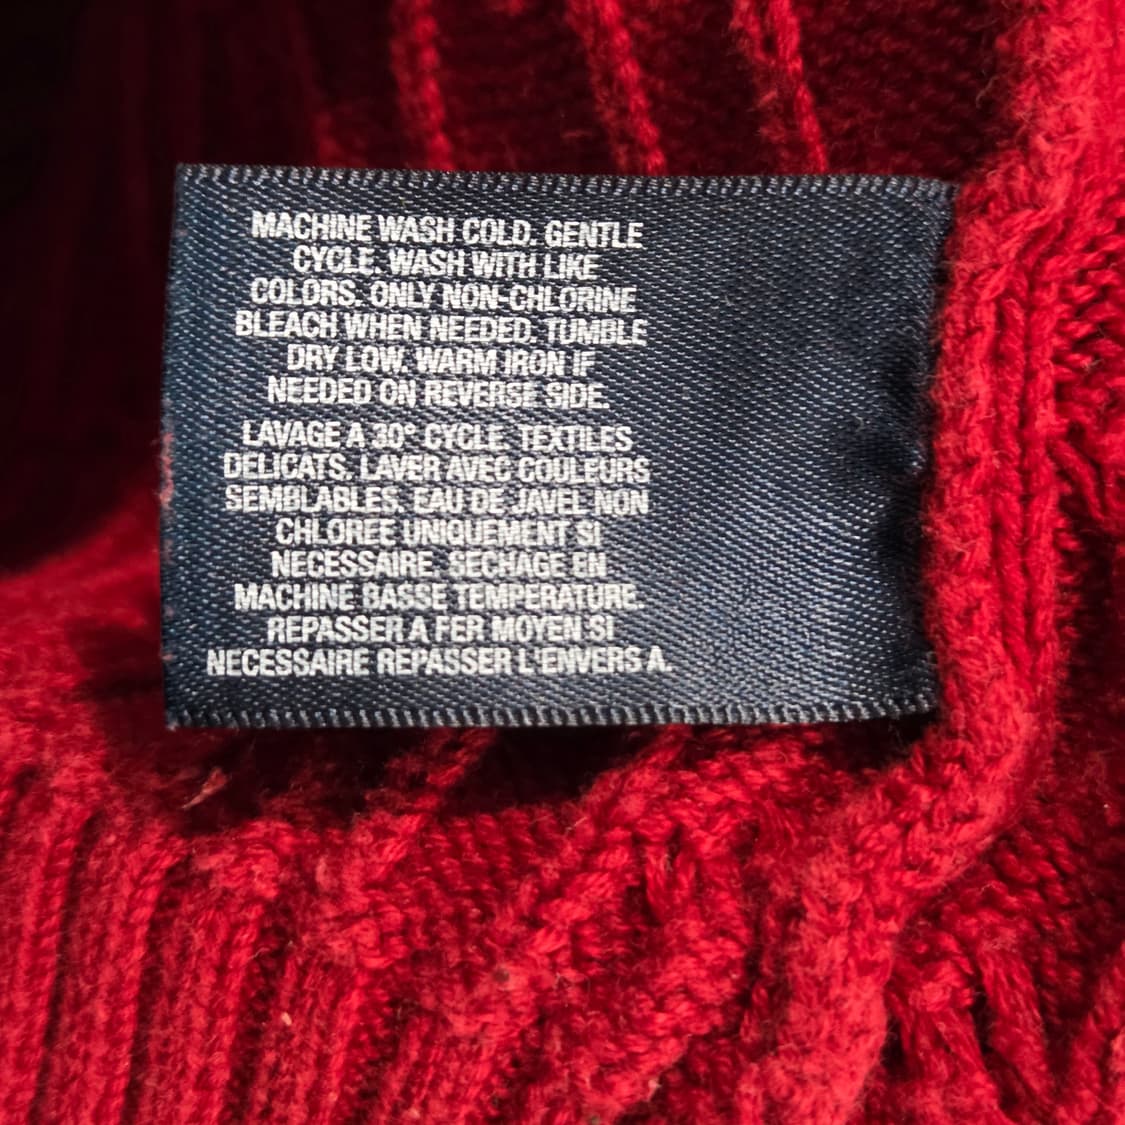 MACHINE WASH COLD. GENTLE
CYCLE. WASH WITH LIKE
COLORS. ONLY NON-CHLORINE
BLEACH WHEN NEEDED. TUMBLE
DRY LOW. WARM IRON IF
NEEDED ON REVERSE SIDE.
LAVAGE A 30° CYCLE TEXTILES
DELICATS. LAVER AVEC COULEURS
SEMBLABLES. EAU DE JAVEL NON
CHLOREE UNIQUEMENT SI
NECESSAIRE. SECHAGE EN
MACHINE BASSE TEMPERATURE.
REPASSER A FER MOYEN SI
NECESSAIRE REPASSER L'ENVERS A.